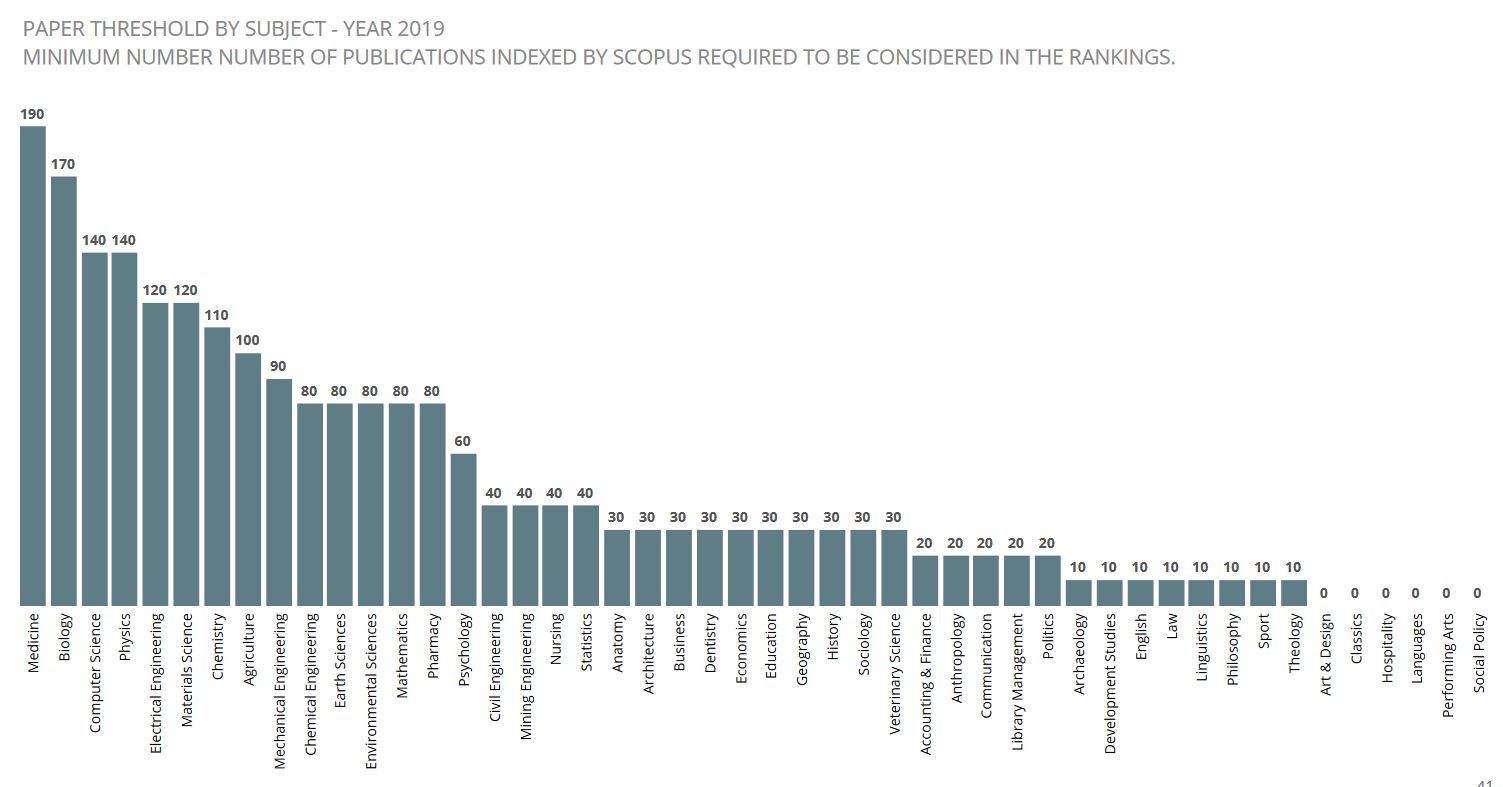 PAPER THRESHOLD BY SUBJECT - YEAR 2019
MINIMUM NUMBER NUMBER OF PUBLICATIONS INDEXED BY SCOPUS REQUIRED TO BE CONSIDERED IN THE RANKINGS.
190
170
140 140
120 120
110
100
90
80 80 80 80 80
60
40 40 40 40
30 30 30 30 30 30 30 30 30 30
20 20 20 20 20
10 10 10 10 10 10 10 10
0 0 0 0 0 0
Medicine
Biology
Computer Science
Physics
Electrical Engineering
Materials Science
Chemistry
Agriculture
Mechanical Engineering
Chemical Engineering
Earth Sciences
Environmental Sciences
Mathematics
Pharmacy
Psychology
Civil Engineering
Mining Engineering
Nursing
Statistics
Anatomy
Architecture
Business
Dentistry
Economics
Education
Geography
History
Sociology
Veterinary Science
Accounting & Finance
Anthropology
Communication
Library Management
Politics
Archaeology
Development Studies
English
Law
Linguistics
Philosophy
Sport
Theology
Art & Design
Classics
Hospitality
Languages
Performing Arts
Social Policy
41